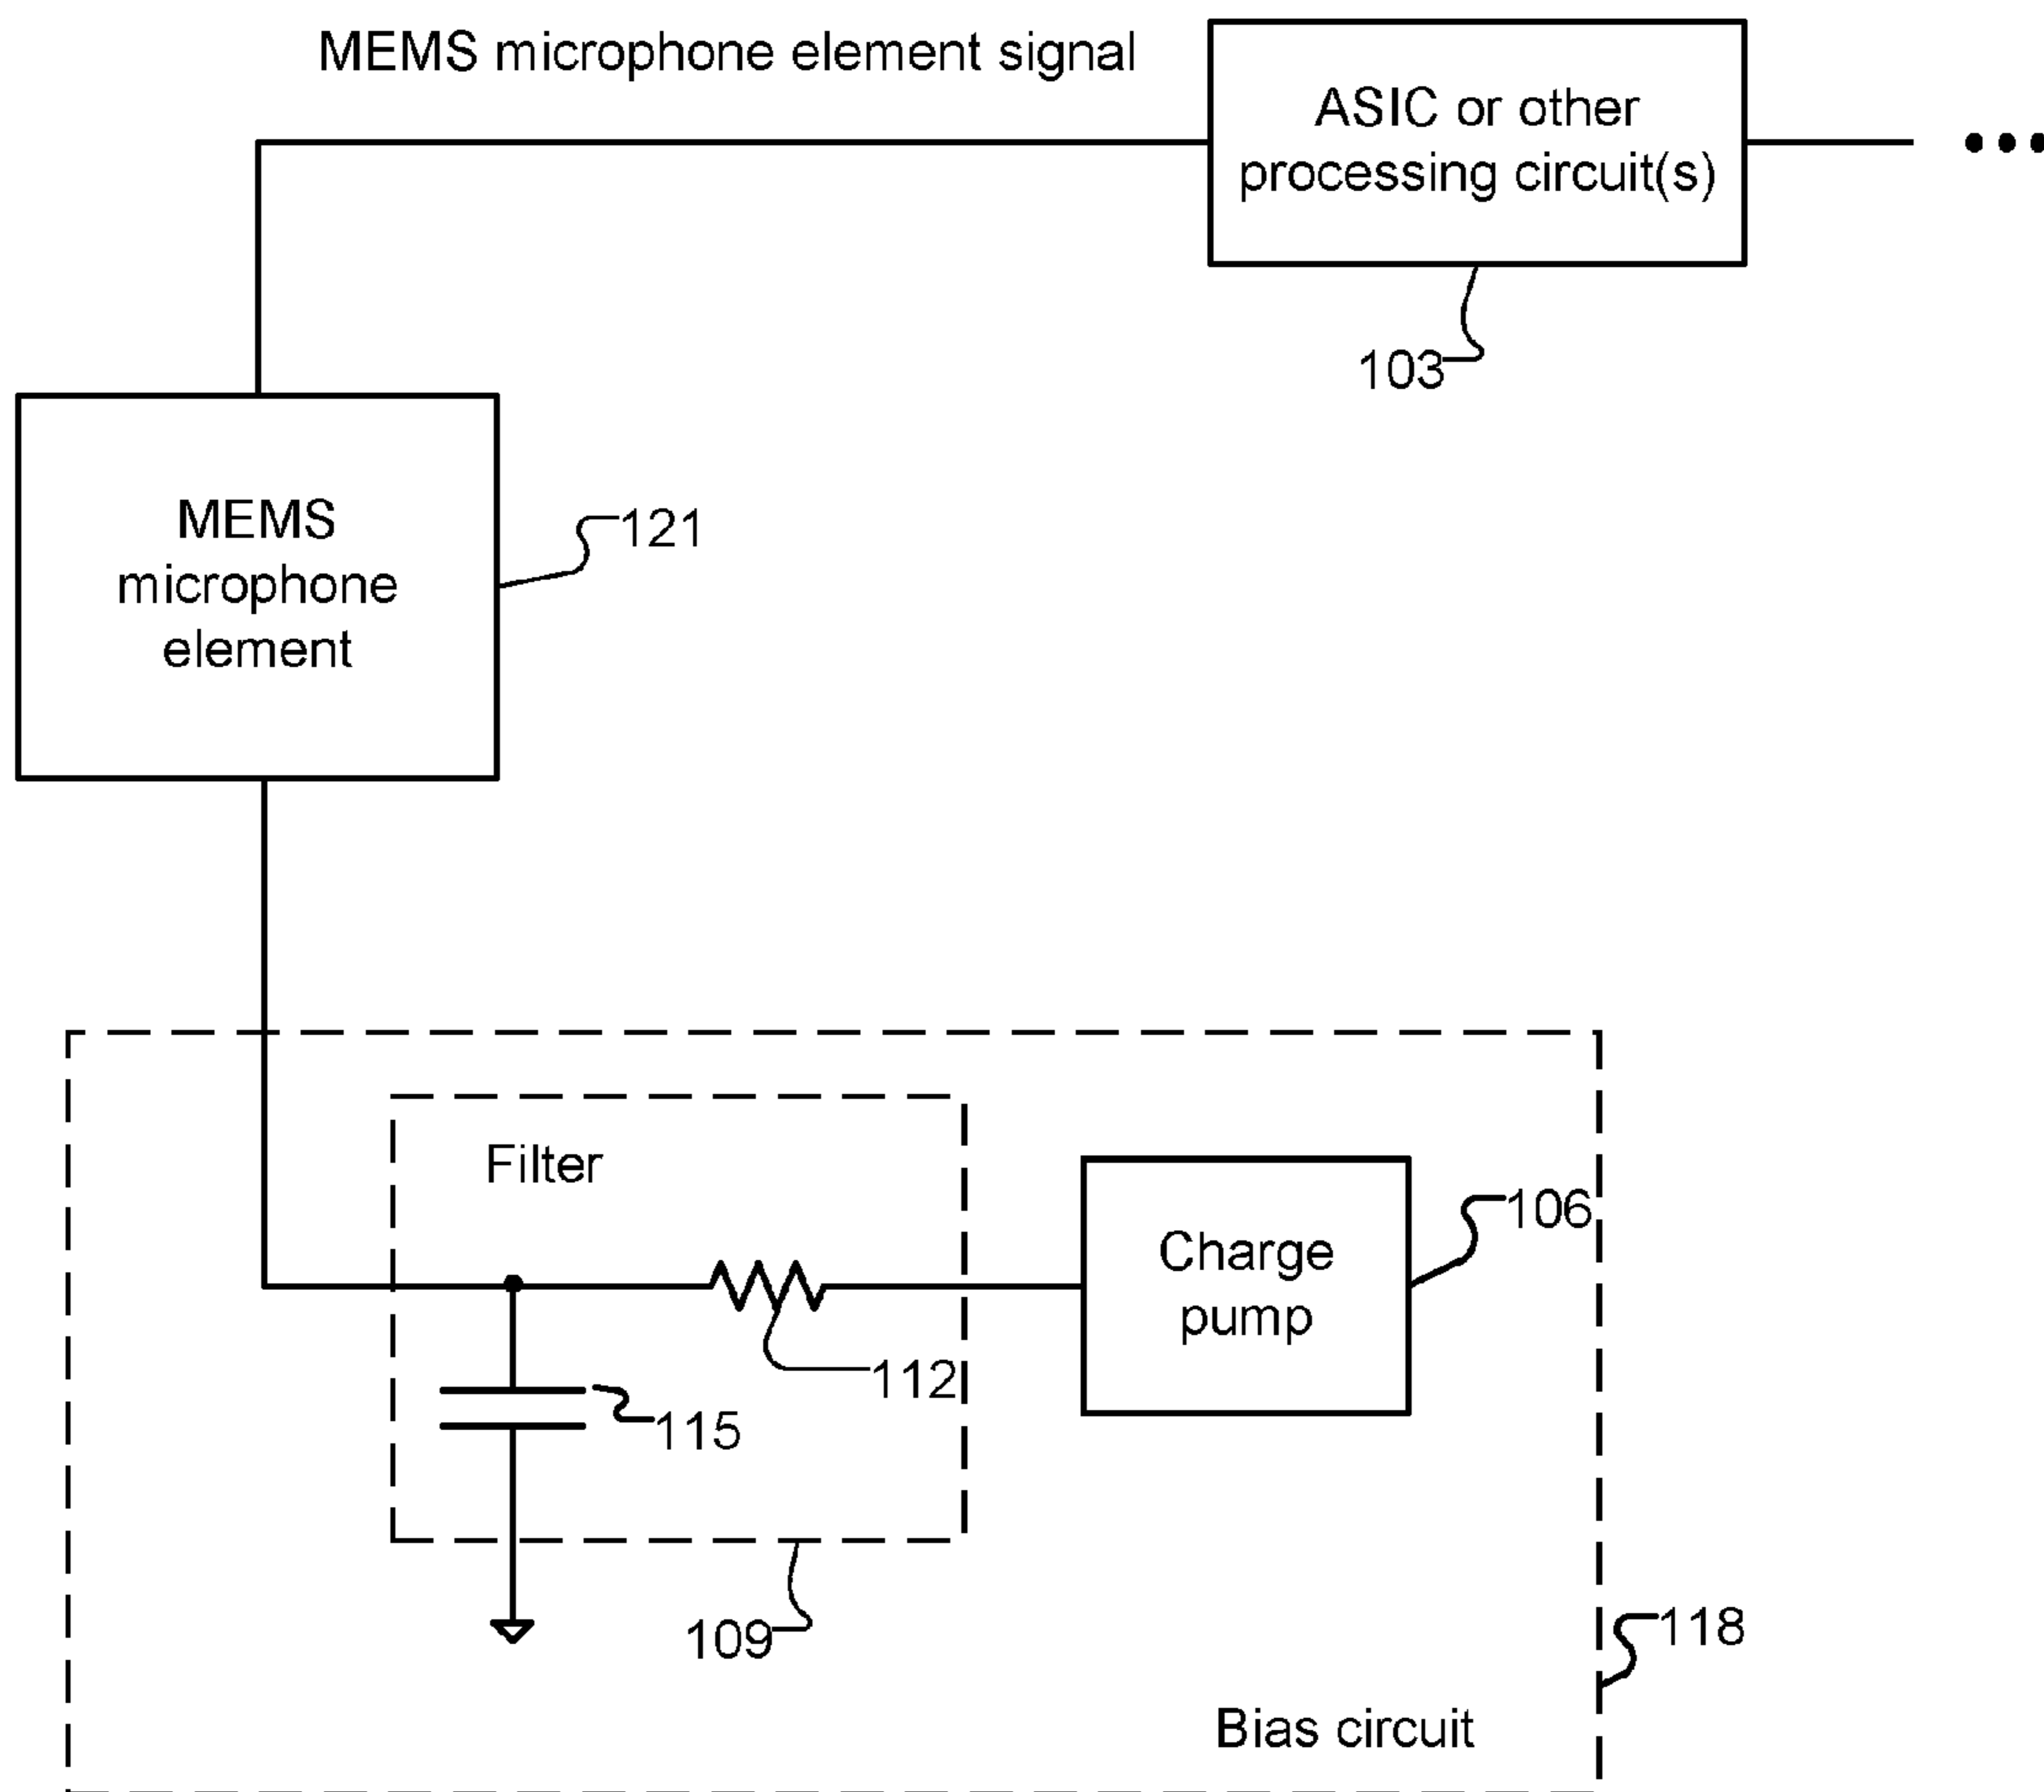 MEMS microphone element signal
ASIC or other
processing circuit(s)
103
MEMS
microphone
element
121
Filter
Charge
pump
106
112
115
109
118
Bias circuit